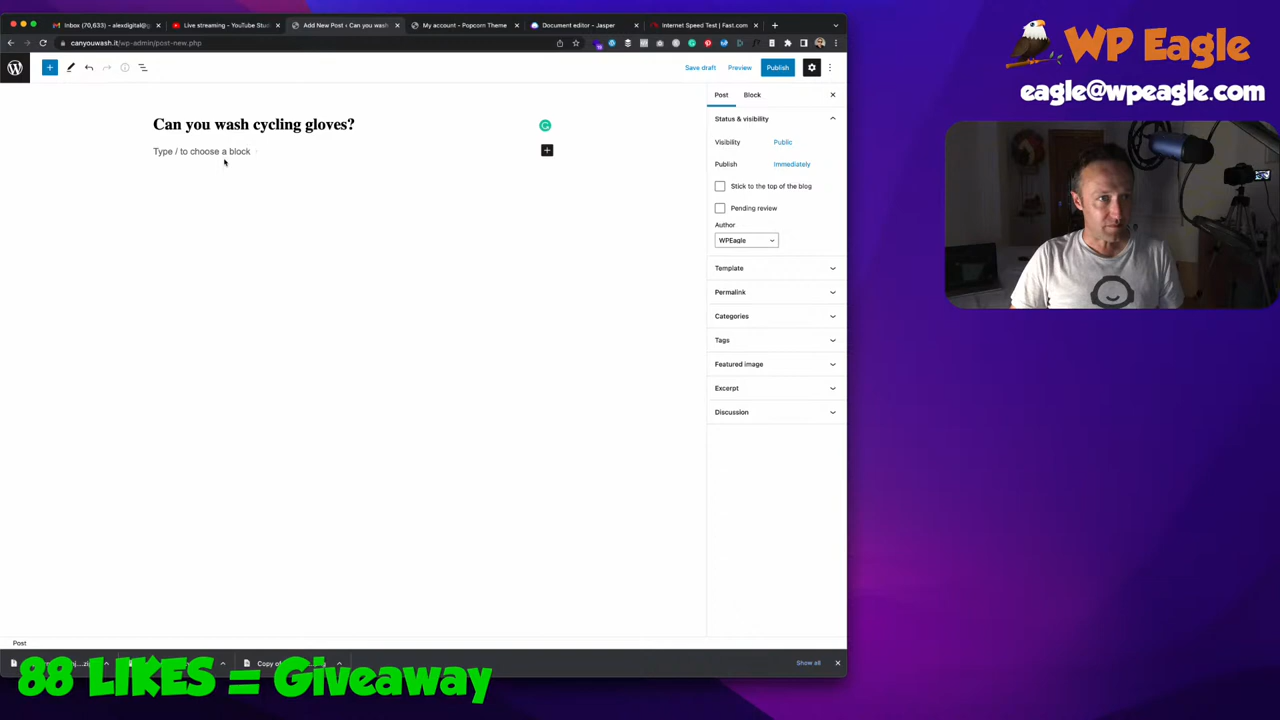 Inbox (70,633) - alexdigital@g
Live streaming - YouTube Stud
Add New Post ‹ Can you wash
My account - Popcorn Theme
Document editor - Jasper
Internet Speed Test | Fast.com
canyouwash.it/wp-admin/post-new.php
Save draft
Preview
Publish
Can you wash cycling gloves?
Type / to choose a block
Post
Block
Status & visibility
Visibility
Public
Publish
Immediately
Stick to the top of the blog
Pending review
Author
WPEagle
Template
Permalink
Categories
Tags
Featured image
Excerpt
Discussion
Post
Copy of
Show all
WP Eagle
eagle@wpeagle.com
88 LIKES = Giveaway